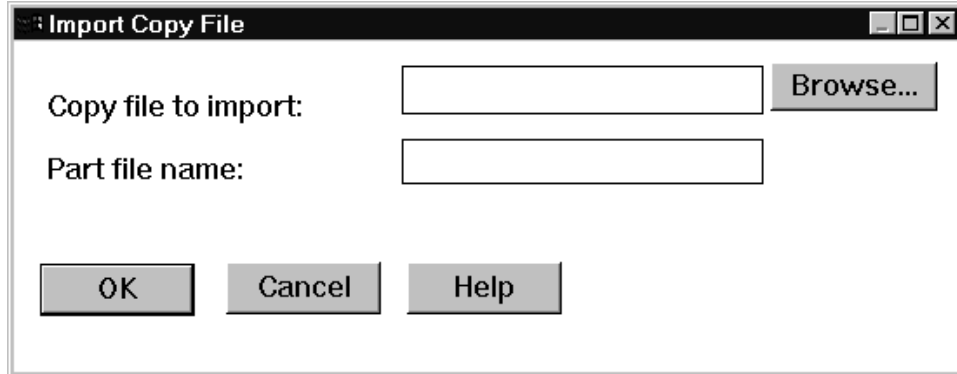 Import Copy File
Copy file to import:
Browse...
Part file name:
OK Cancel Help